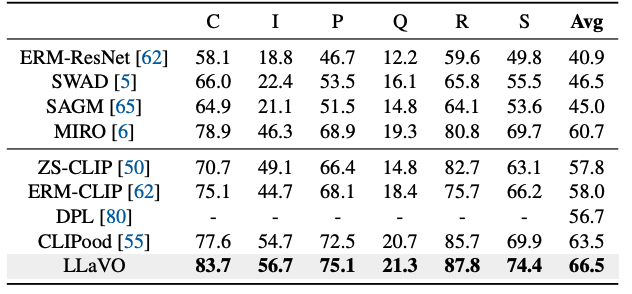 C I P Q R S Avg
ERM-ResNet [62] 58.1 18.8 46.7 12.2 59.6 49.8 40.9
SWAD [5] 66.0 22.4 53.5 16.1 65.8 55.5 46.5
SAGM [65] 64.9 21.1 51.5 14.8 64.1 53.6 45.0
MIRO [6] 78.9 46.3 68.9 19.3 80.8 69.7 60.7
ZS-CLIP [50] 70.7 49.1 66.4 14.8 82.7 63.1 57.8
ERM-CLIP [62] 75.1 44.7 68.1 18.4 75.7 66.2 58.0
DPL [80] - - - - - - 56.7
CLIPood [55] 77.6 54.7 72.5 20.7 85.7 69.9 63.5
LLaVO 83.7 56.7 75.1 21.3 87.8 74.4 66.5